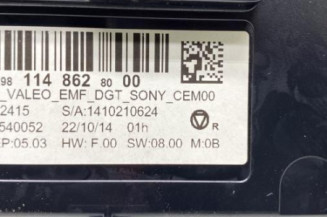 98 114 862 80 00
_VALEO_EMF_DGT_SONY_CEM00
2415 S/A:1410210624
540052 22/10/14 01h
P:05.03 HW: F.00 SW:08.00 M:0B
R